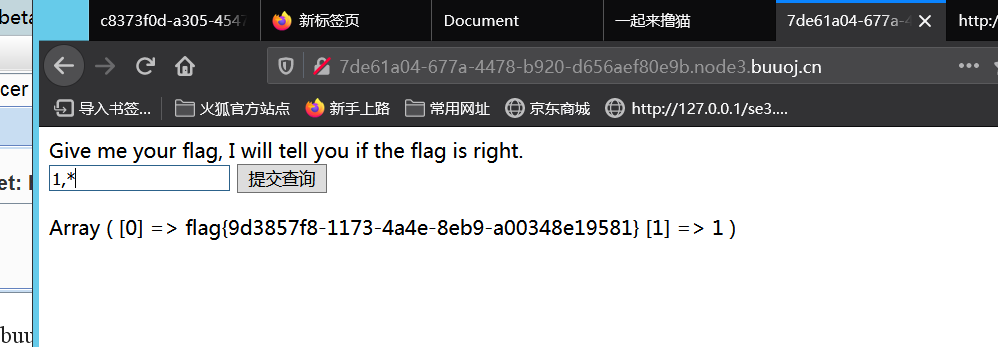 beta
c8373f0d-a305-4547
新标签页
Document
一起来撸猫
7de61a04-677a-4
http:/
7de61a04-677a-4478-b920-d656aef80e9b.node3.buuoj.cn
cer
导入书签...
火狐官方站点
新手上路
常用网址
京东商城
http://127.0.0.1/se3....
Give me your flag, I will tell you if the flag is right.
et:
1,*
提交查询
Array ( [0] => flag{9d3857f8-1173-4a4e-8eb9-a00348e19581} [1] => 1 )
buu